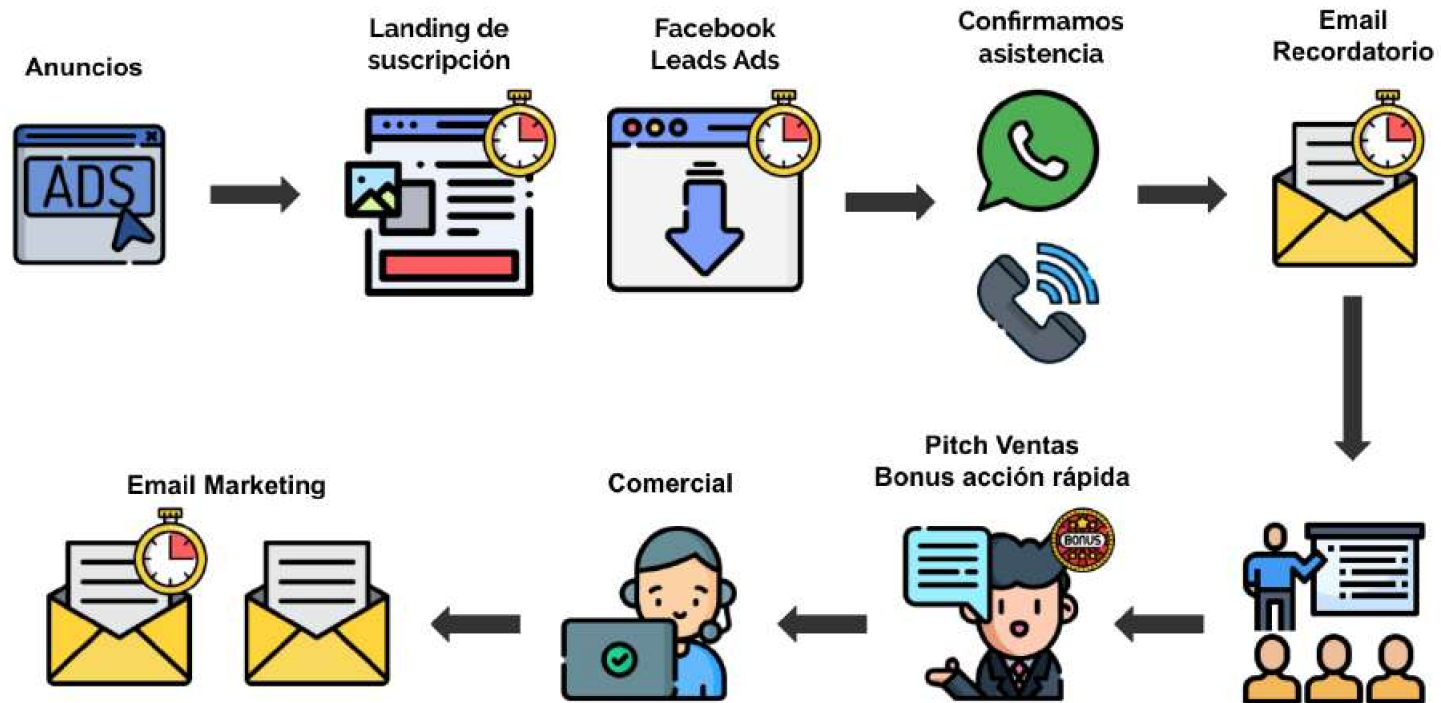 Anuncios
Landing de
suscripción
Facebook
Leads Ads
Confirmamos
asistencia
Email
Recordatorio
ADS
Email Marketing
Comercial
Pitch Ventas
Bonus acción rápida
BONUS